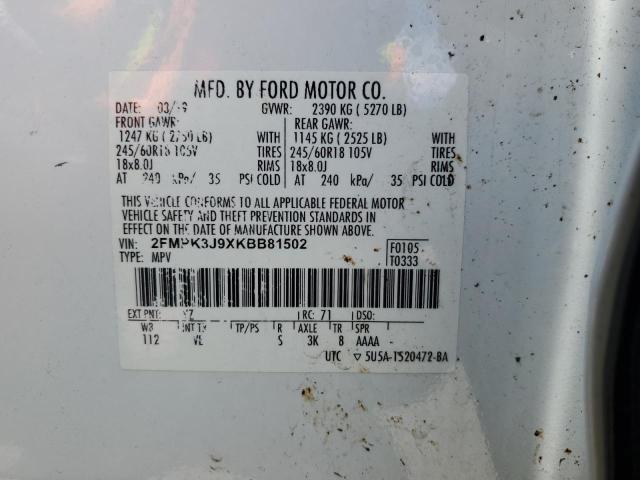 MFD. BY FORD MOTOR CO.
DATE: 03/ 9 GVWR: 2390 KG ( 5270 LB)
FRONT GAWR: REAR GAWR:
1247 KG ( 2750 LB) WITH 1145 KG ( 2525 LB) WITH
245/60R18 105V TIRES 245/60R18 105V TIRES
18x8.0J RIMS 18x8.0J RIMS
AT 240 kPa/ 35 PSI COLD AT 240 kPa/ 35 PSI COLD
THIS VEHICLE CONFORMS TO ALL APPLICABLE FEDERAL MOTOR
VEHICLE SAFETY AND THEFT PREVENTION STANDARDS IN
EFFECT ON THE DATE OF MANUFACTURE SHOWN ABOVE.
VIN: 2FMPK3J9XKBB81502 F0105
TYPE: MPV T0333
EXT PNT: YZ RC: 71 DSO:
WB INT TR TP/PS R AXLE TR SPR
112 S 3K 8 AAAA
UTC ▽ 5U5A-1520472-BA